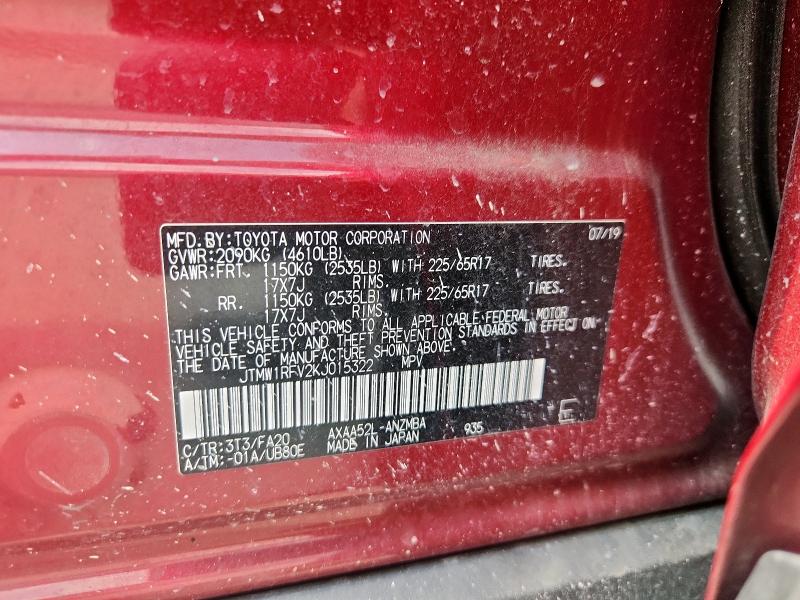 MFD. BY: TOYOTA MOTOR CORPORATION 07/19
GVWR: 2090KG (4610LB)
GAWR: FRT. 1150KG (2535LB) WITH 225/65R17 TIRES.
17X7J RIMS.
RR. 1150KG (2535LB) WITH 225/65R17 TIRES.
17X7J RIMS.
THIS VEHICLE CONFORMS TO ALL APPLICABLE FEDERAL MOTOR
VEHICLE SAFETY AND THEFT PREVENTION STANDARDS IN EFFECT ON
THE DATE OF MANUFACTURE SHOWN ABOVE.
JTMW1RFV2KJ015322 MPV
C/TR: 3T3/FA20 AXAA52L-ANZMBA 935 E
A/TM: -01A/UB80E MADE IN JAPAN